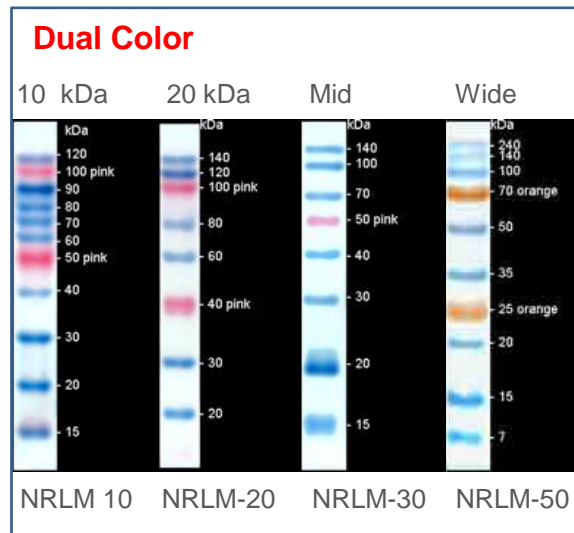 Dual Color
10 kDa
20 kDa
Mid
Wide
kDa
120
100 pink
90
80
70
60
50 pink
40
30
20
15
kDa
140
120
100 pink
80
60
40 pink
30
20
kDa
140
100
70
50 pink
40
30
20
15
kDa
240
140
100
70 orange
50
35
25 orange
20
15
7
NRLM 10
NRLM-20
NRLM-30
NRLM-50